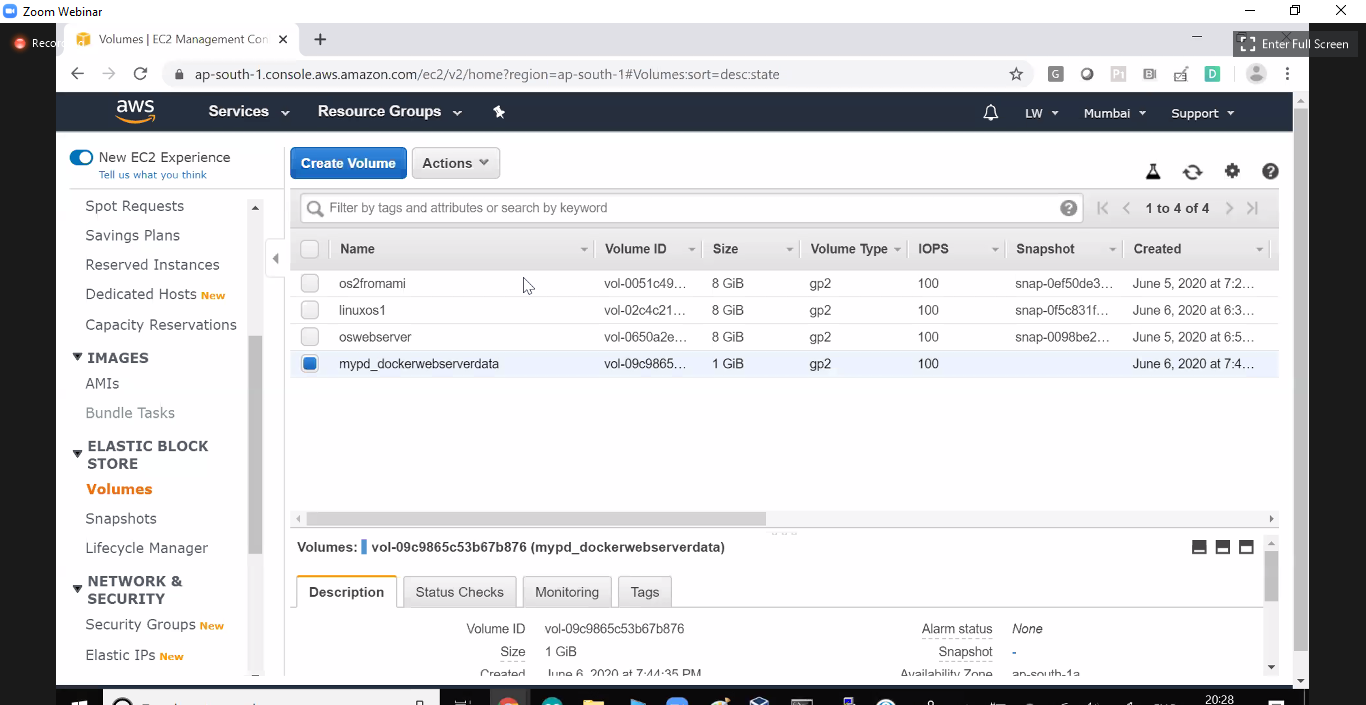 Zoom Webinar
Volumes | EC2 Management Con
Enter Full Screen
ap-south-1.console.aws.amazon.com/ec2/v2/home?region=ap-south-1#Volumes:sort=desc:state
aws Services Resource Groups LW Mumbai Support
New EC2 Experience
Tell us what you think
Spot Requests
Savings Plans
Reserved Instances
Dedicated Hosts New
Capacity Reservations
IMAGES
AMIs
Bundle Tasks
ELASTIC BLOCK
STORE
Volumes
Snapshots
Lifecycle Manager
NETWORK &
SECURITY
Security Groups New
Elastic IPs New
Create Volume Actions
Filter by tags and attributes or search by keyword 1 to 4 of 4
Name Volume ID Size Volume Type IOPS Snapshot Created
os2fromami vol-0051c49... 8 GiB gp2 100 snap-0ef50de3... June 5, 2020 at 7:2...
linuxos1 vol-02c4c21... 8 GiB gp2 100 snap-0f5c831f... June 6, 2020 at 6:3...
oswebserver vol-0650a2e... 8 GiB gp2 100 snap-0098be2... June 6, 2020 at 6:5...
mypd_dockerwebserverdata vol-09c9865... 1 GiB gp2 100 June 6, 2020 at 7:4...
Volumes: vol-09c9865c53b67b876 (mypd_dockerwebserverdata)
Description Status Checks Monitoring Tags
Volume ID vol-09c9865c53b67b876 Alarm status None
Size 1 GiB Snapshot -
Created June 6, 2020 at 7:44:35 PM Availability Zone ap-south-1a
20:28